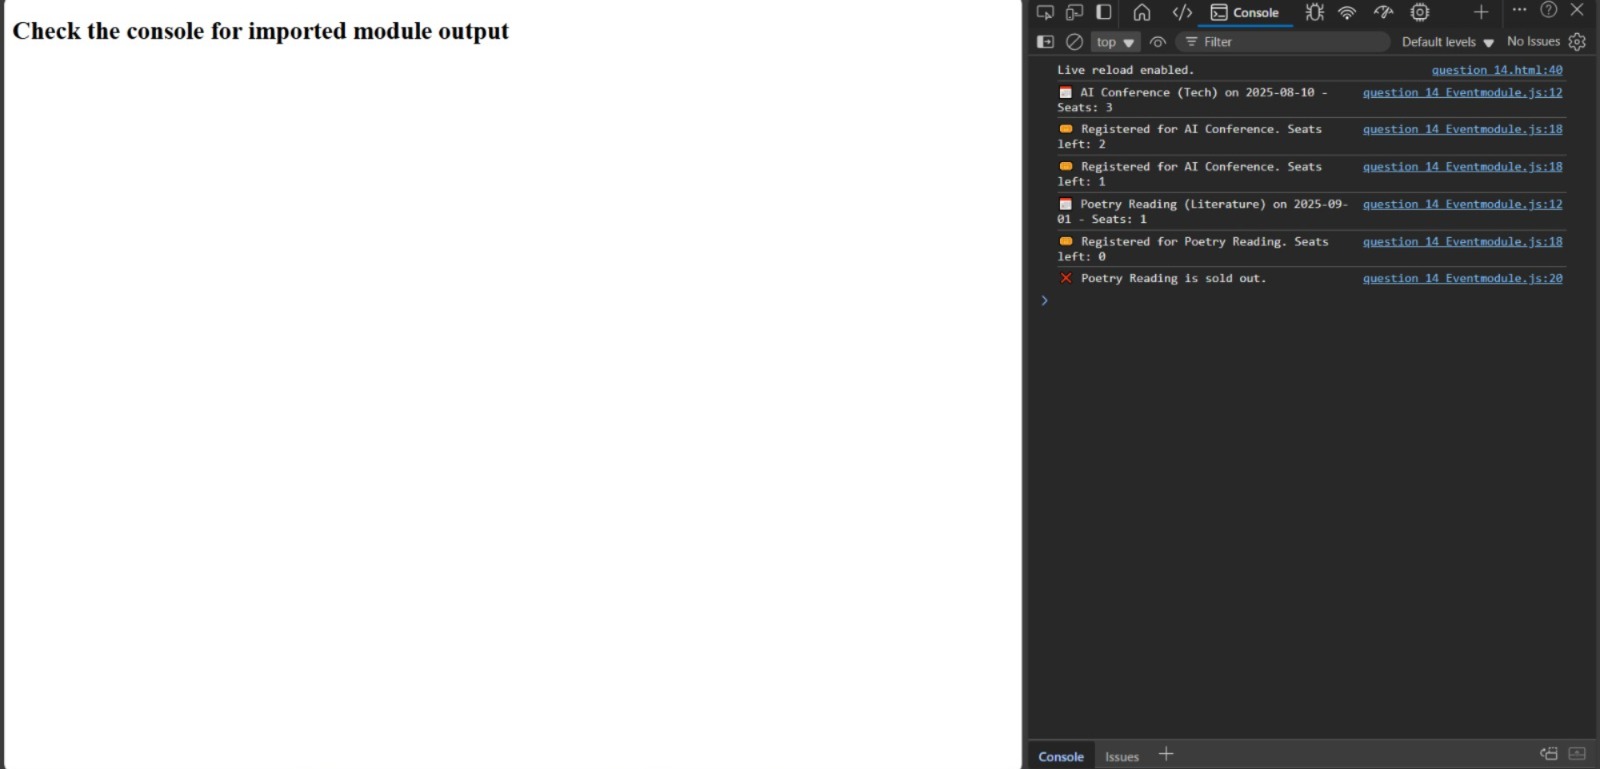 Check the console for imported module output
Console
top
Filter
Default levels
No Issues
Live reload enabled. question 14.html:40
AI Conference (Tech) on 2025-08-10 - question 14 Eventmodule.js:12
Seats: 3
Registered for AI Conference. Seats question 14 Eventmodule.js:18
left: 2
Registered for AI Conference. Seats question 14 Eventmodule.js:18
left: 1
Poetry Reading (Literature) on 2025-09- question 14 Eventmodule.js:12
01 - Seats: 1
Registered for Poetry Reading. Seats question 14 Eventmodule.js:18
left: 0
Poetry Reading is sold out. question 14 Eventmodule.js:20
Console Issues